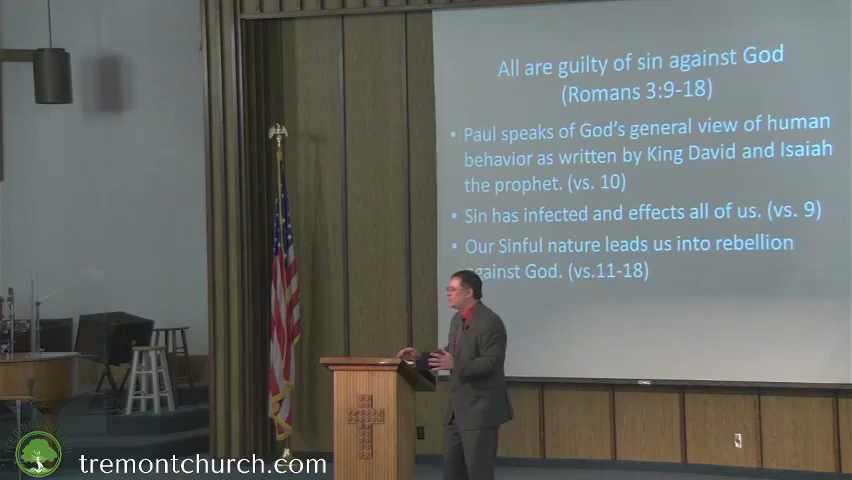 All are guilty of sin against God
(Romans 3:9-18)
• Paul speaks of God's general view of human
behavior as written by King David and Isaiah
the prophet. (vs. 10)
• Sin has infected and effects all of us. (vs. 9)
• Our Sinful nature leads us into rebellion
against God. (vs.11-18)
tremontchurch.com